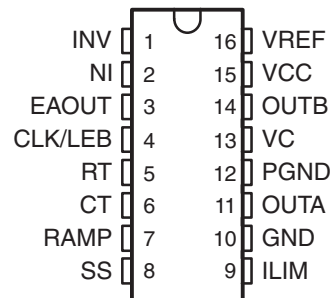 INV 1 16 VREF
NI 2 15 VCC
EAOUT 3 14 OUTB
CLK/LEB 4 13 VC
RT 5 12 PGND
CT 6 11 OUTA
RAMP 7 10 GND
SS 8 9 ILIM